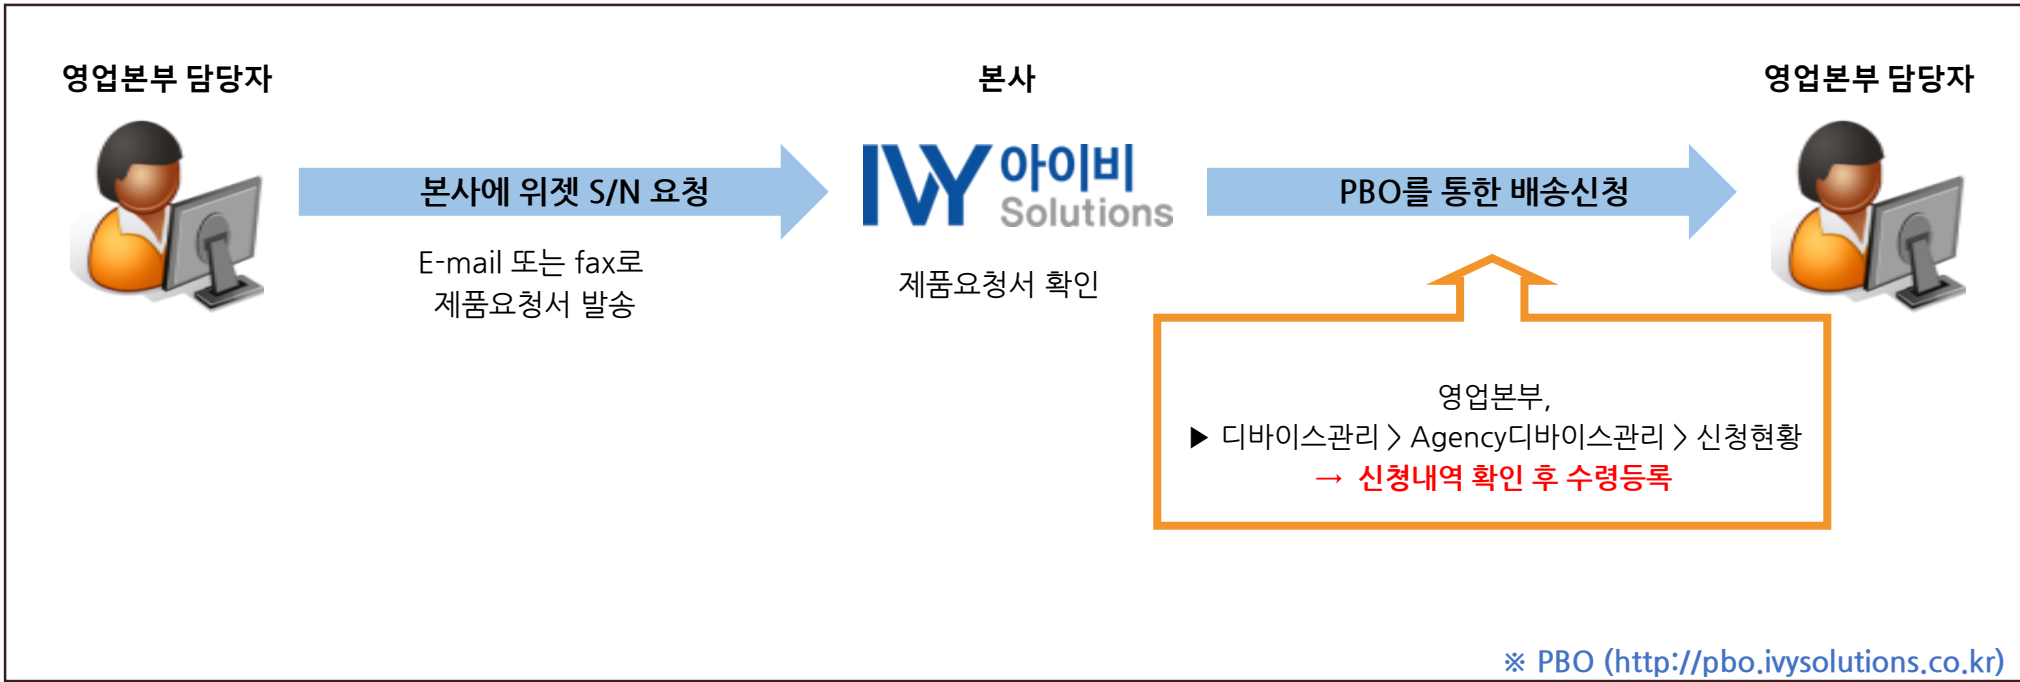 영업본부 담당자
본사에 위젯 S/N 요청
E-mail 또는 fax로
제품요청서 발송
본사
IVY 아이비
Solutions
제품요청서 확인
PBO를 통한 배송신청
영업본부 담당자
영업본부,
▶ 디바이스관리 > Agency디바이스관리 > 신청현황
→ 신쳥내역 확인 후 수령등록
※ PBO (http://pbo.ivysolutions.co.kr)